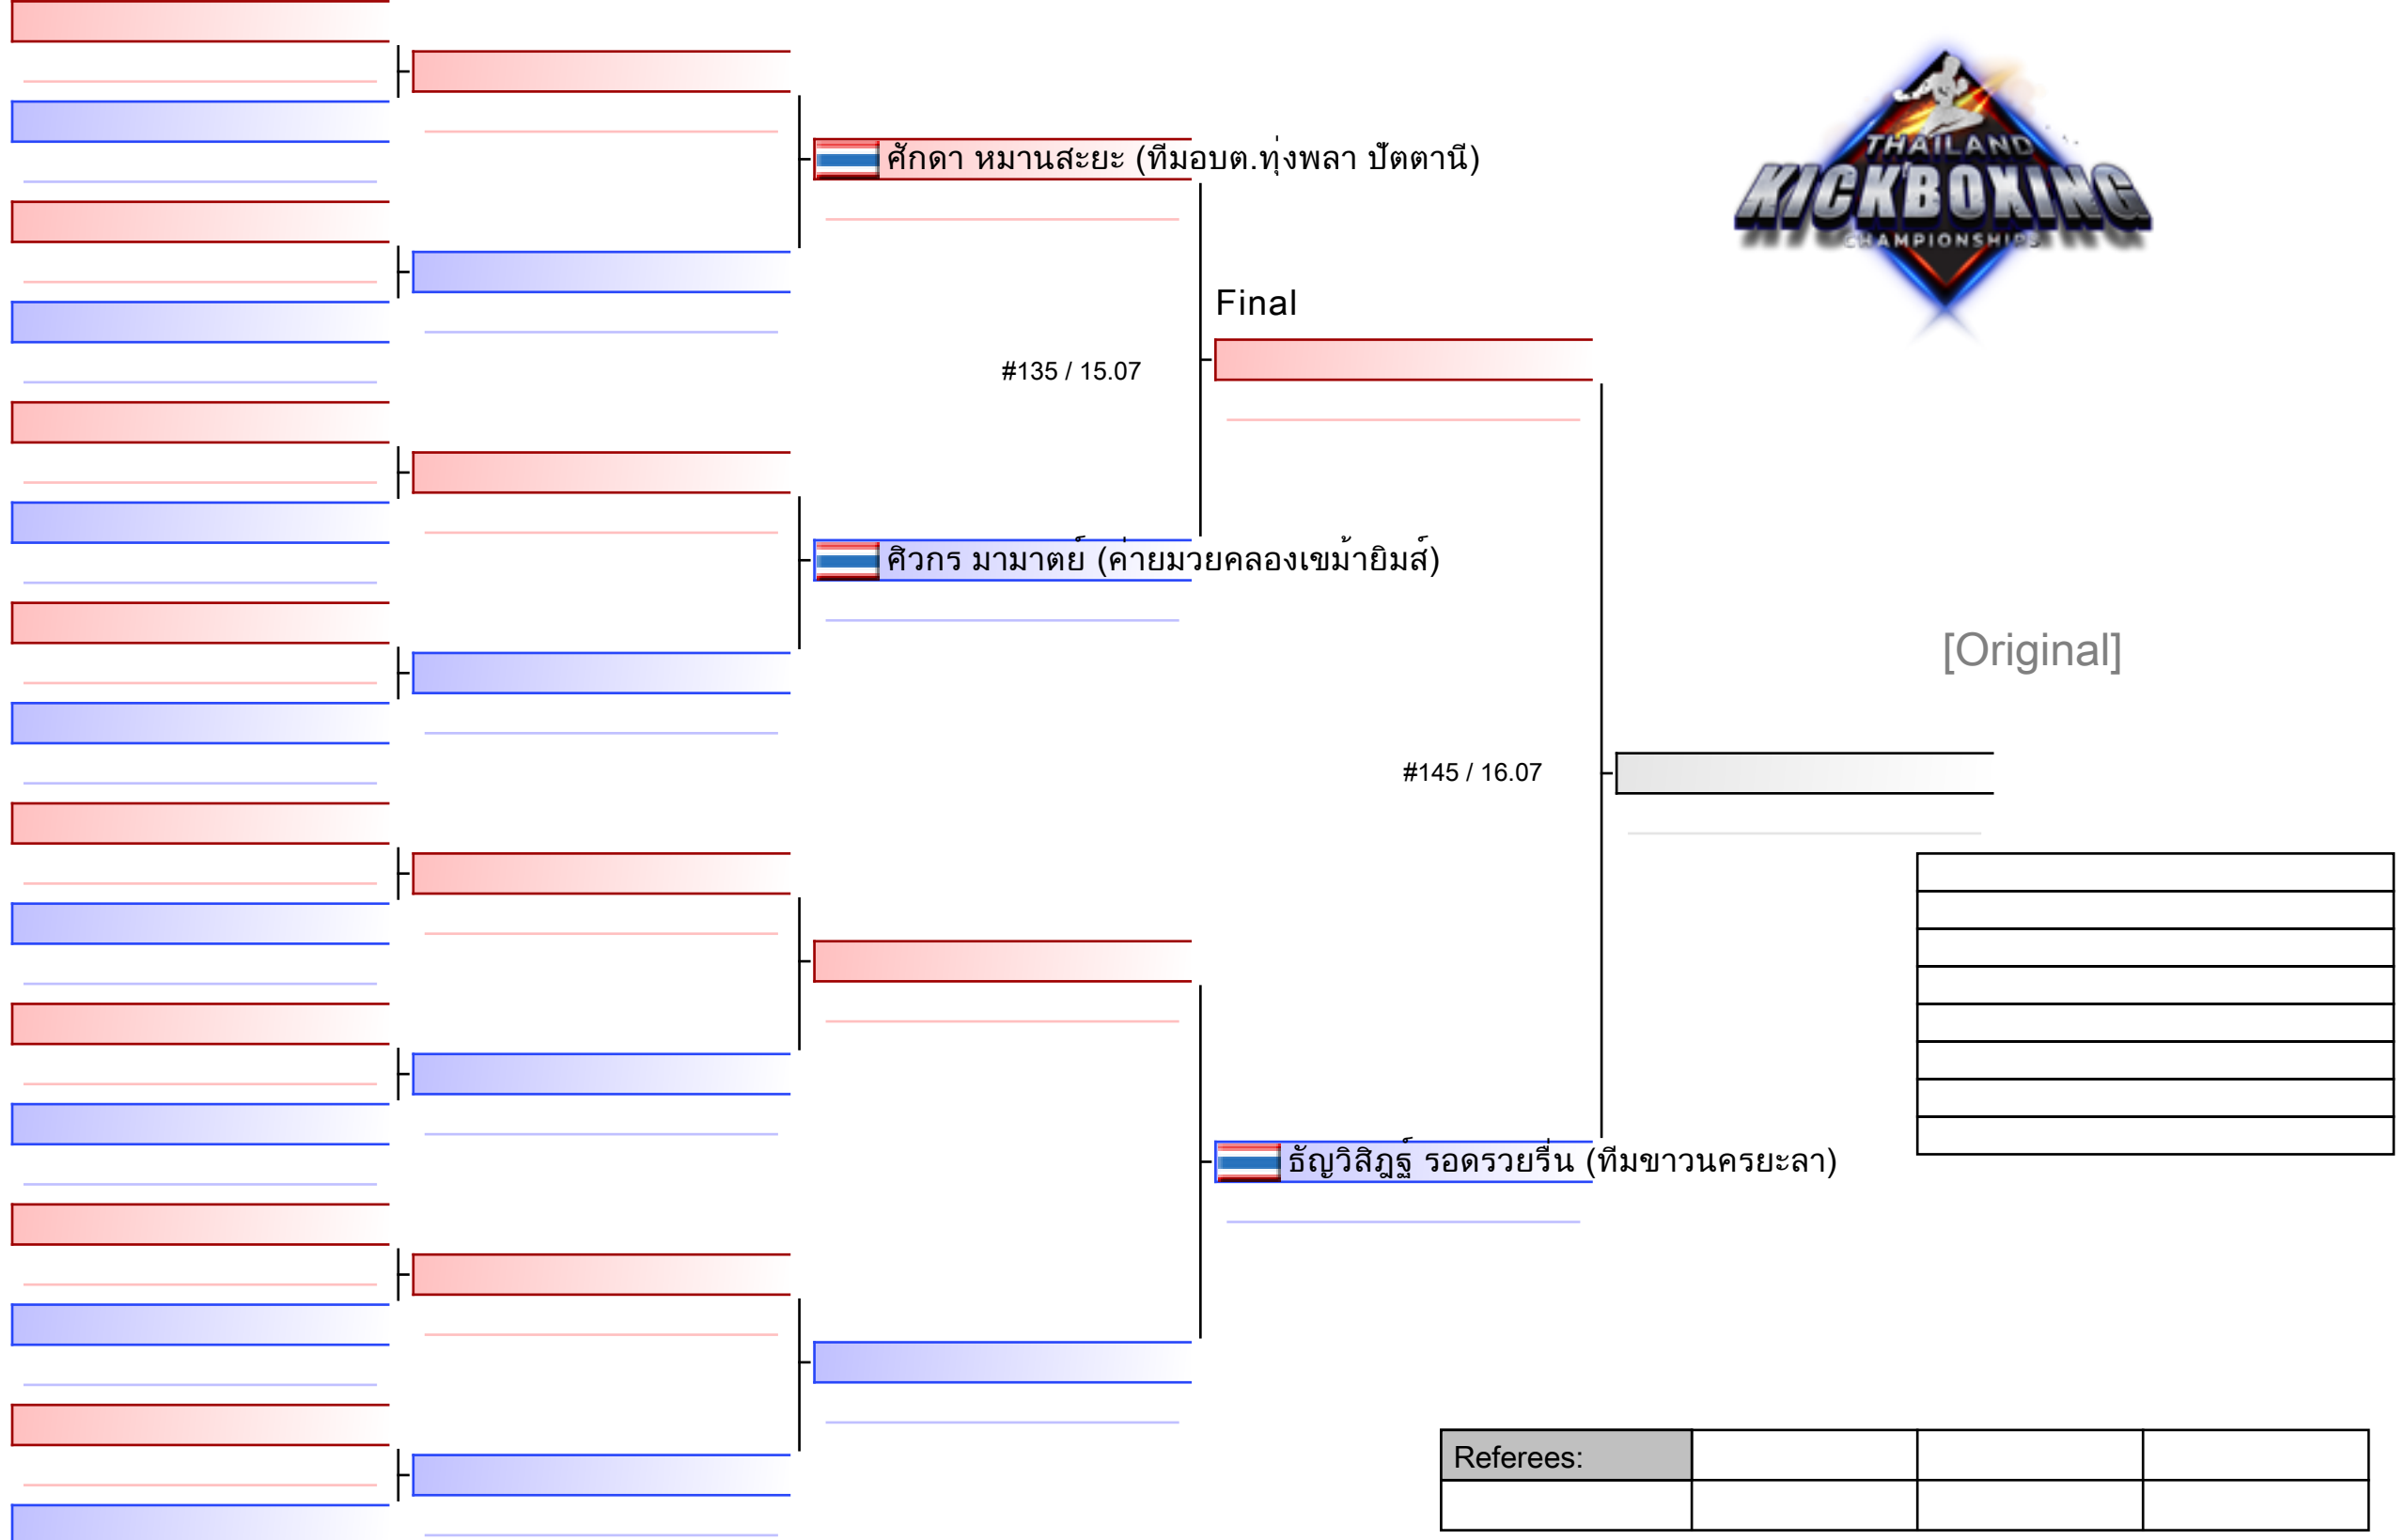 THAILAND
KICKBOXING
CHAMPIONSHIPS
ศักดา หมานสะยะ (ทีมอบต.ทุ่งพลา ปัตตานี)
Final
#135 / 15.07
ศิวกร มามาตย์ (ค่ายมวยคลองเขม้ายิมส์)
[Original]
#145 / 16.07
ธัญวิสิฎฐ์ รอดรวยรื่น (ทีมขาวนครยะลา)
Referees: